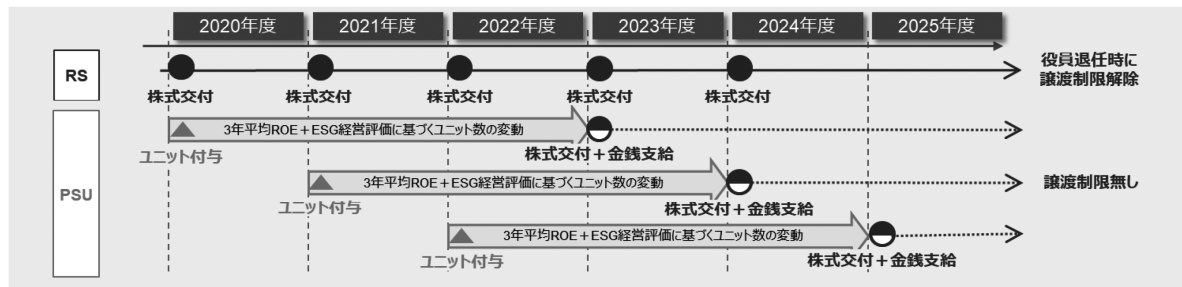 2020年度 2021年度 2022年度 2023年度 2024年度 2025年度
RS
役員退任時に
譲渡制限解除
株式交付 株式交付 株式交付 株式交付 株式交付
PSU
3年平均ROE+ESG経営評価に基づくユニット数の変動
ユニット付与
株式交付+金銭支給
3年平均ROE+ESG経営評価に基づくユニット数の変動
譲渡制限無し
ユニット付与
株式交付+金銭支給
3年平均ROE+ESG経営評価に基づくユニット数の変動
ユニット付与
株式交付+金銭支給